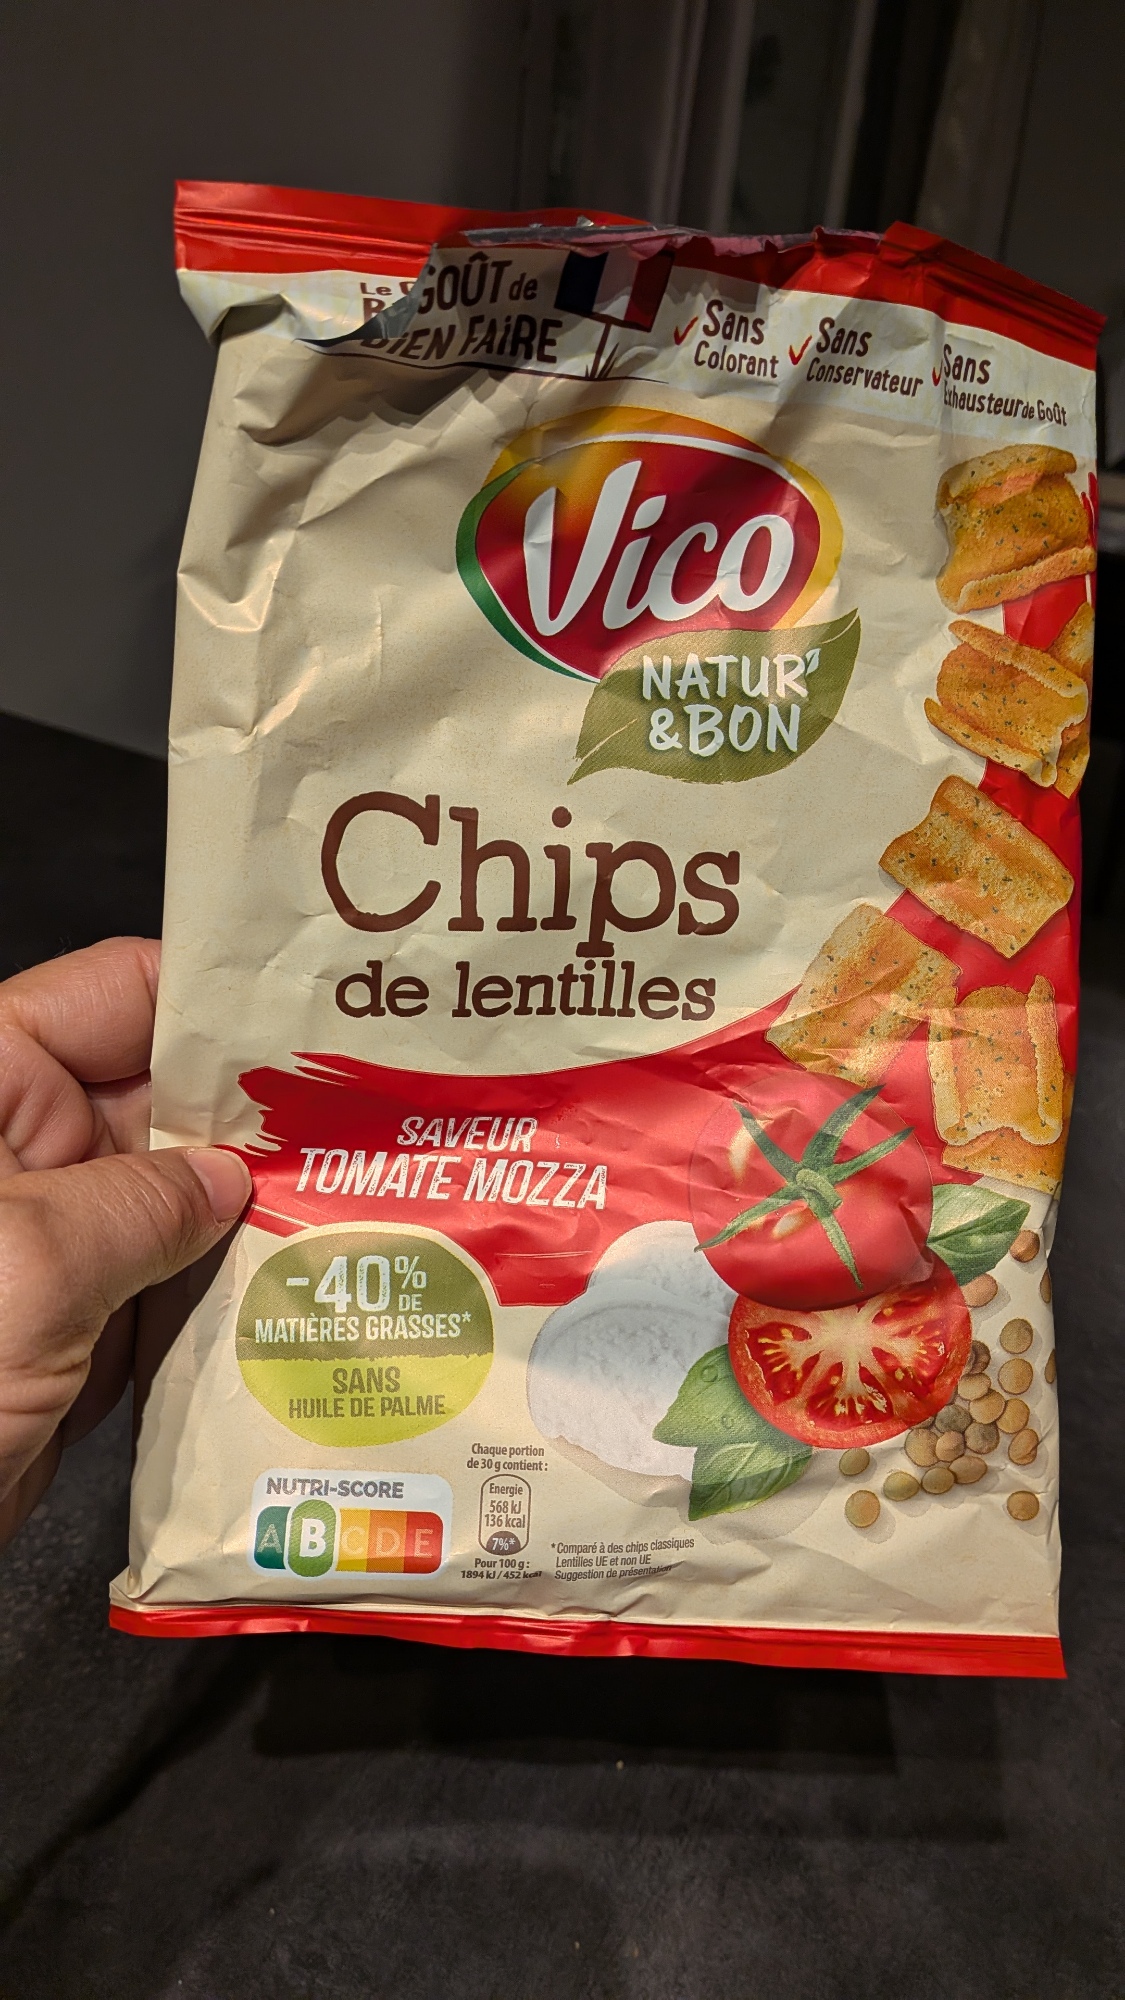 Le GOÛT de
BIEN FAiRE
Sans
Colorant
Sans
Conservateur
Sans
Exhausteur de Goût
Vico
NATUR'
&BON
Chips
de lentilles
SAVEUR
TOMATE MOZZA
-40%
DE
MATIÈRES GRASSES*
SANS
HUILE DE PALME
NUTRI-SCORE
A B C D E
Chaque portion
de 30 g contient :
Energie
568 kJ
136 kcal
7%*
Pour 100 g :
1894 kJ / 452 kcal
*Comparé à des chips classiques
Lentilles UE et non UE
Suggestion de présentation